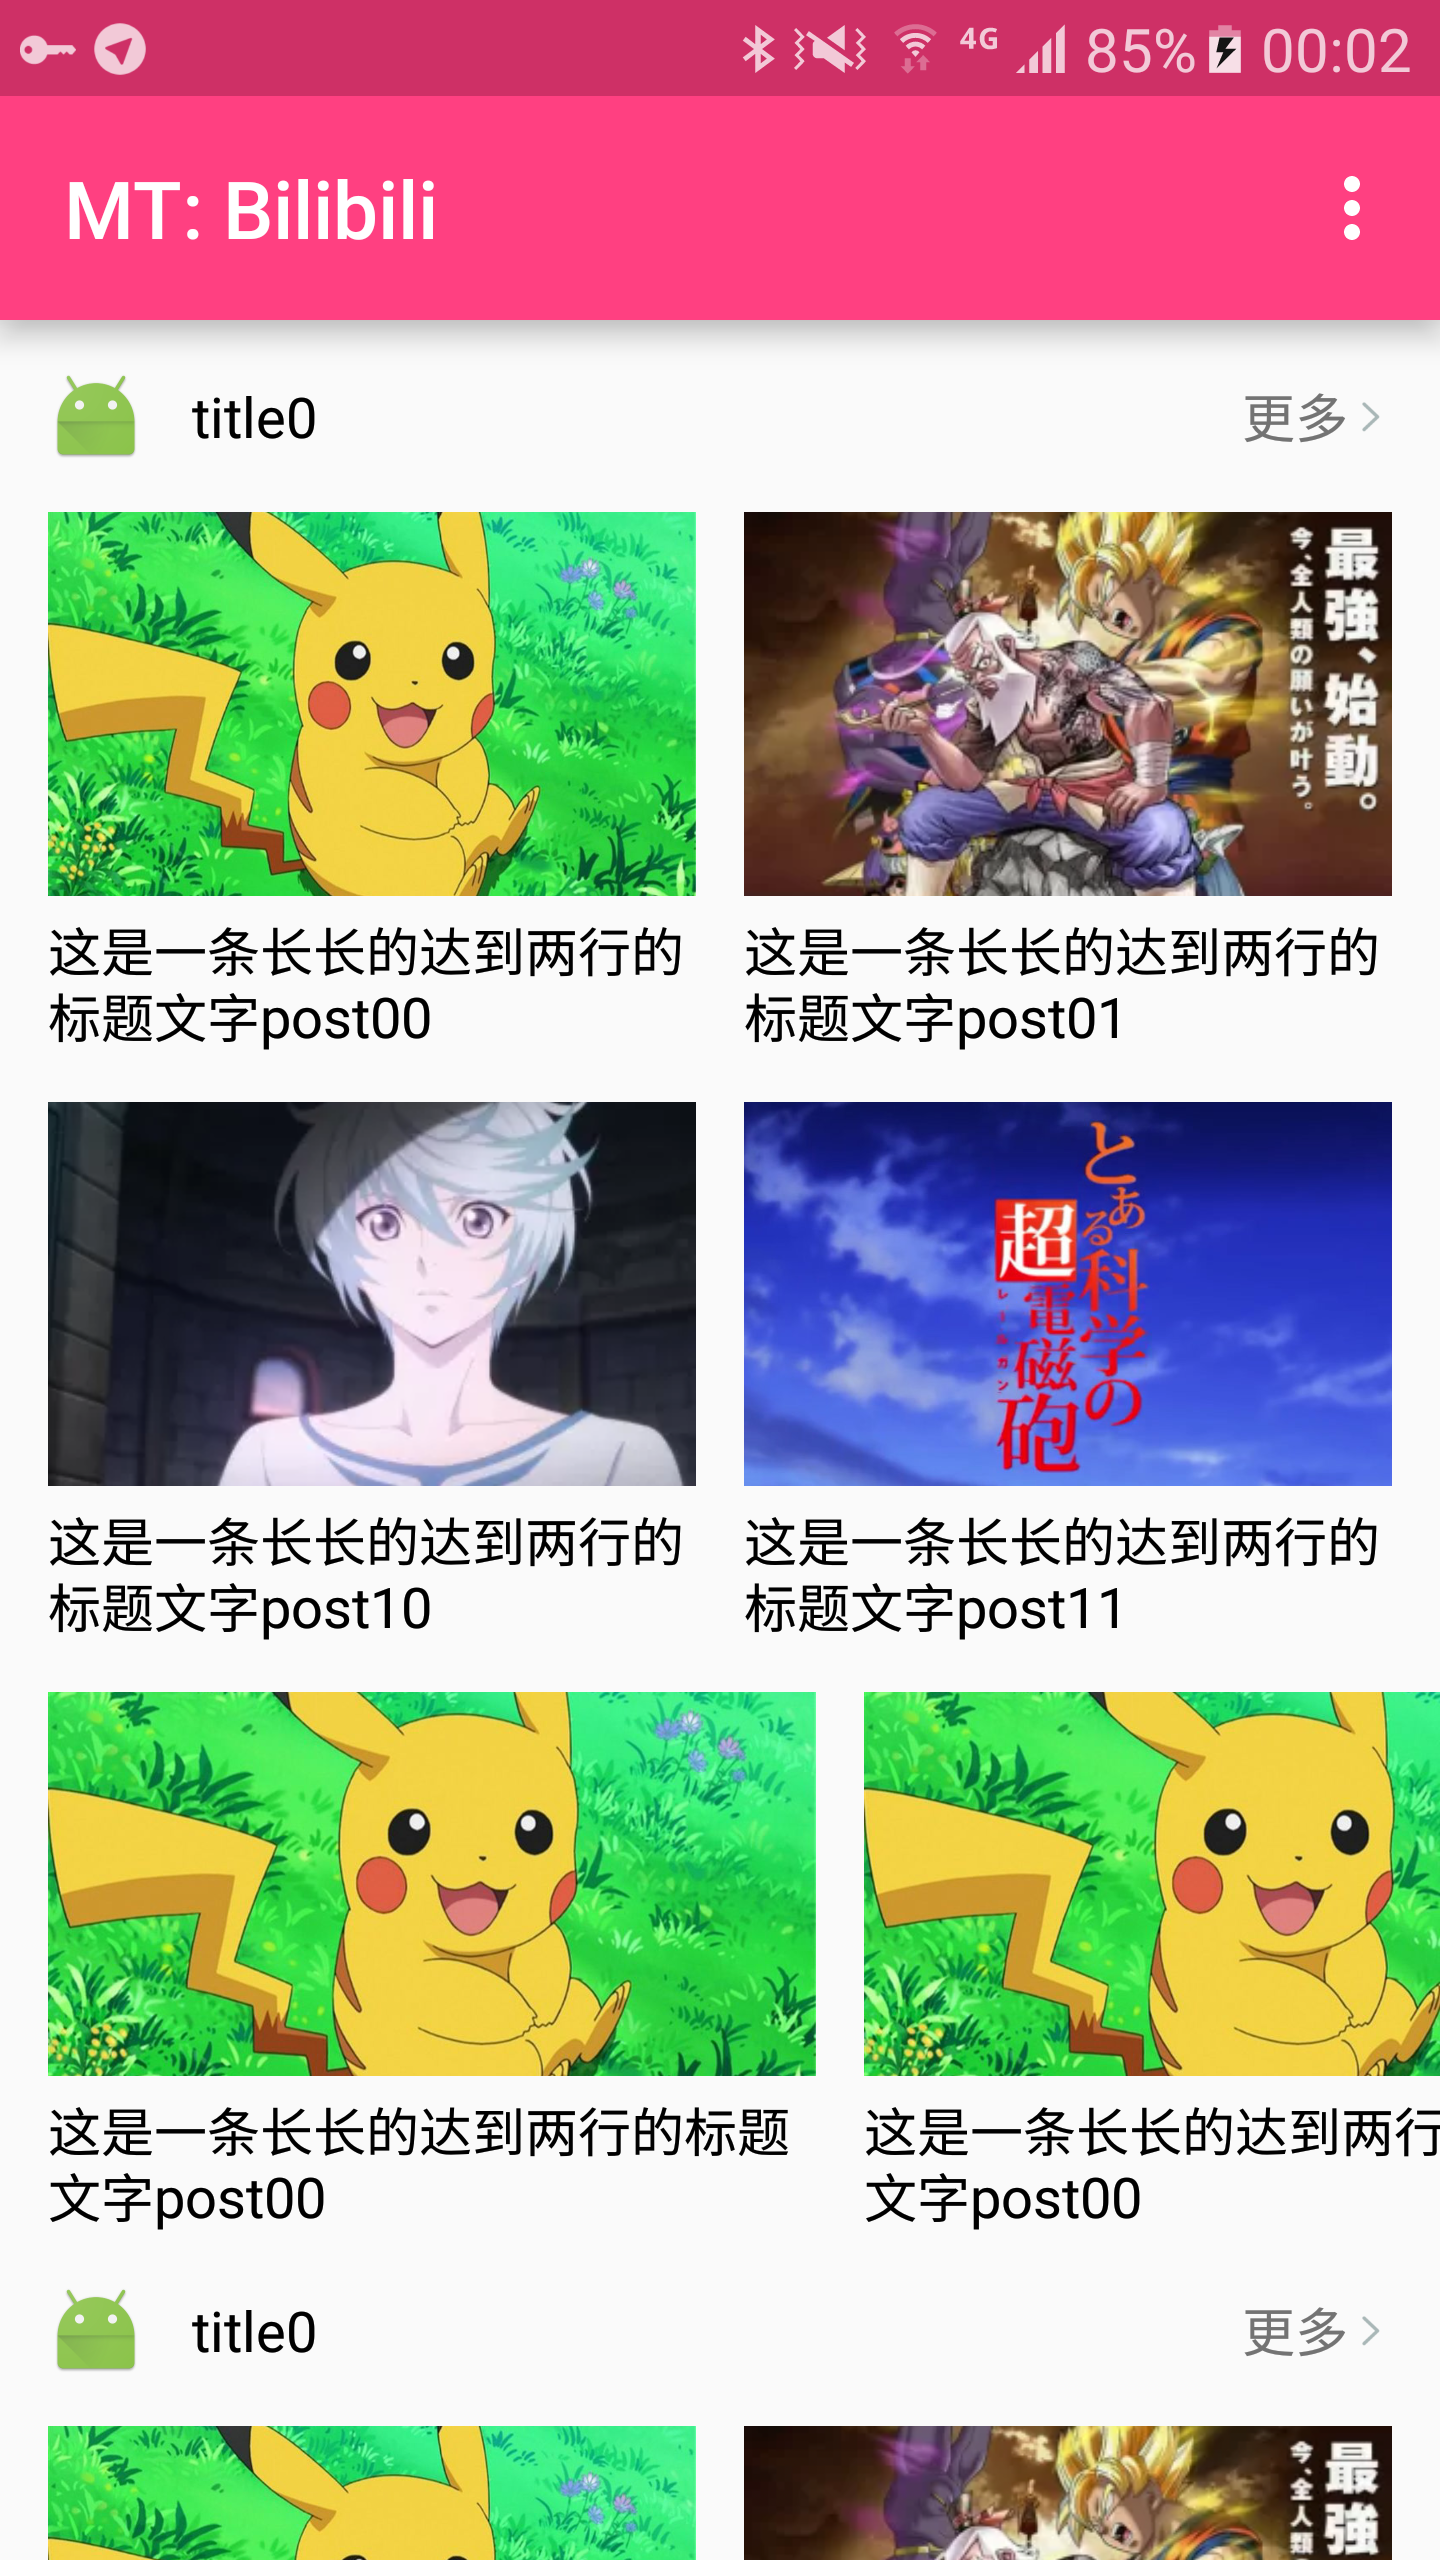 4G 85% 00:02
MT: Bilibili
title0 更多
最強、始動。
今、全人類の願いが叶う。
这是一条长长的达到两行的
标题文字post00
这是一条长长的达到两行的
标题文字post01
とある科学の
超電磁砲
レールガン
这是一条长长的达到两行的
标题文字post10
这是一条长长的达到两行的
标题文字post11
这是一条长长的达到两行的标题
文字post00
这是一条长长的达到两行
文字post00
title0 更多
最強
今、全人類